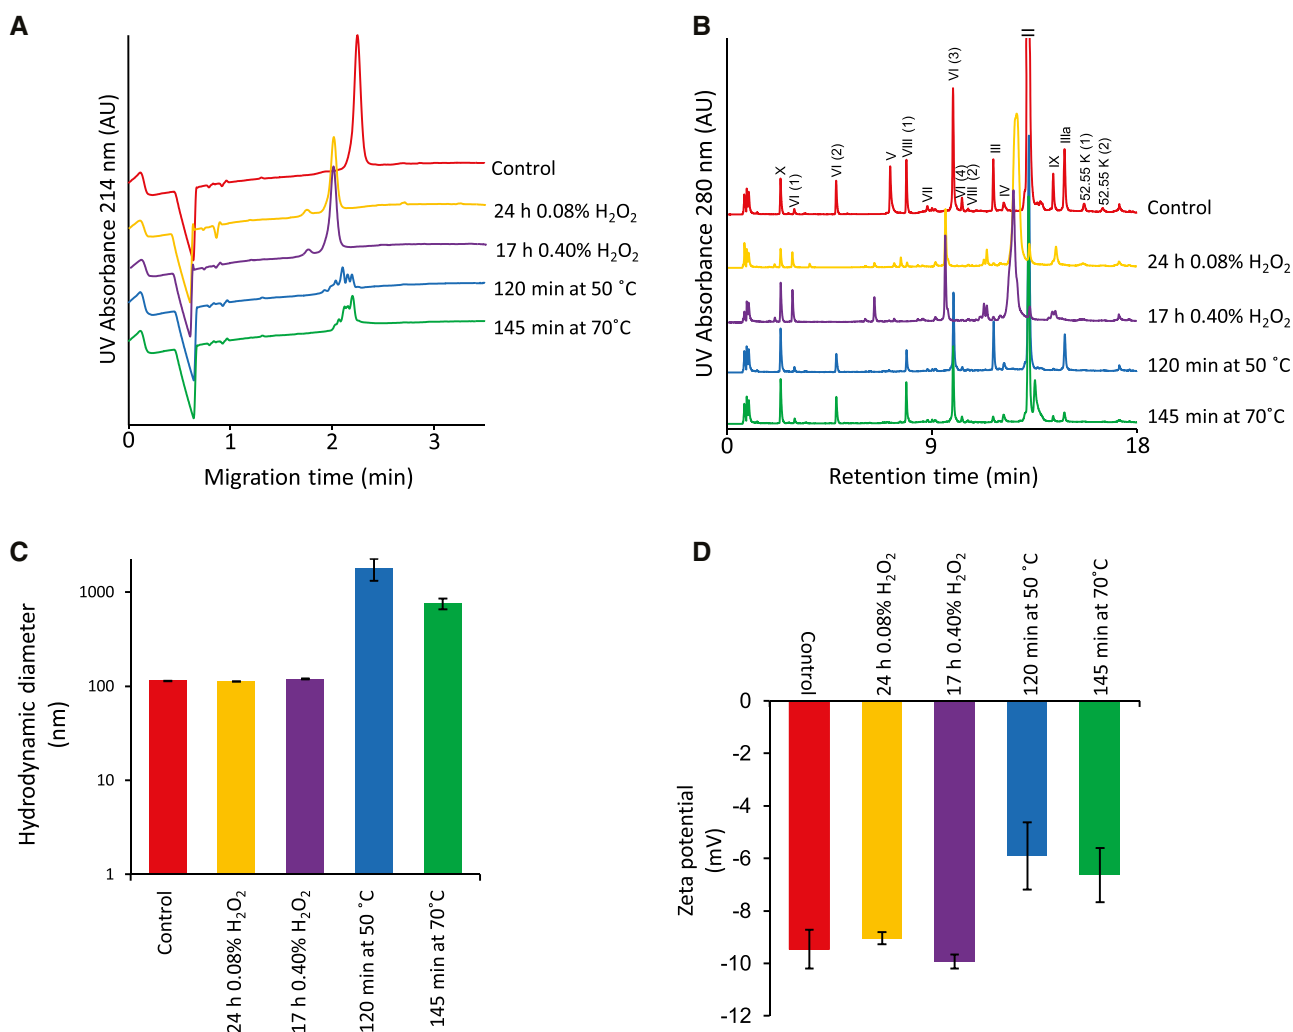 A
UV Absorbance 214 nm (AU)
Control
24 h 0.08% H₂O₂
17 h 0.40% H₂O₂
120 min at 50 ˚C
145 min at 70˚C
0 1 2 3
Migration time (min)
B
UV Absorbance 280 nm (AU)
X
VI (1)
VI (2)
V
VIII (1)
VII
VI (3)
VI (4)
VIII (2)
III
IV
II
IX
IIIa
52.55 K (1)
52.55 K (2)
Control
24 h 0.08% H₂O₂
17 h 0.40% H₂O₂
120 min at 50 ˚C
145 min at 70˚C
0 9 18
Retention time (min)
C
Hydrodynamic diameter
(nm)
1000
100
10
1
Control
24 h 0.08% H₂O₂
17 h 0.40% H₂O₂
120 min at 50 ˚C
145 min at 70˚C
D
Control
24 h 0.08% H₂O₂
17 h 0.40% H₂O₂
120 min at 50 ˚C
145 min at 70˚C
Zeta potential
(mV)
0
-2
-4
-6
-8
-10
-12